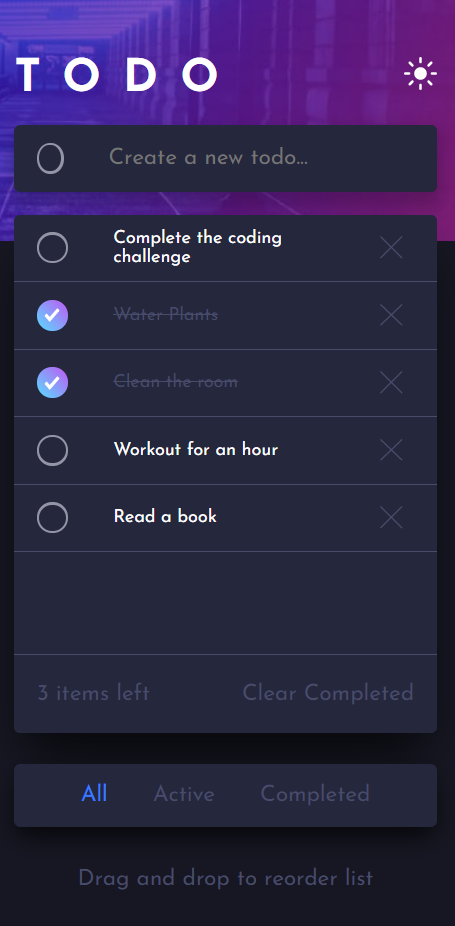 TODO
Create a new todo...
Complete the coding
challenge
Water Plants
Clean the room
Workout for an hour
Read a book
3 items left Clear Completed
All Active Completed
Drag and drop to reorder list